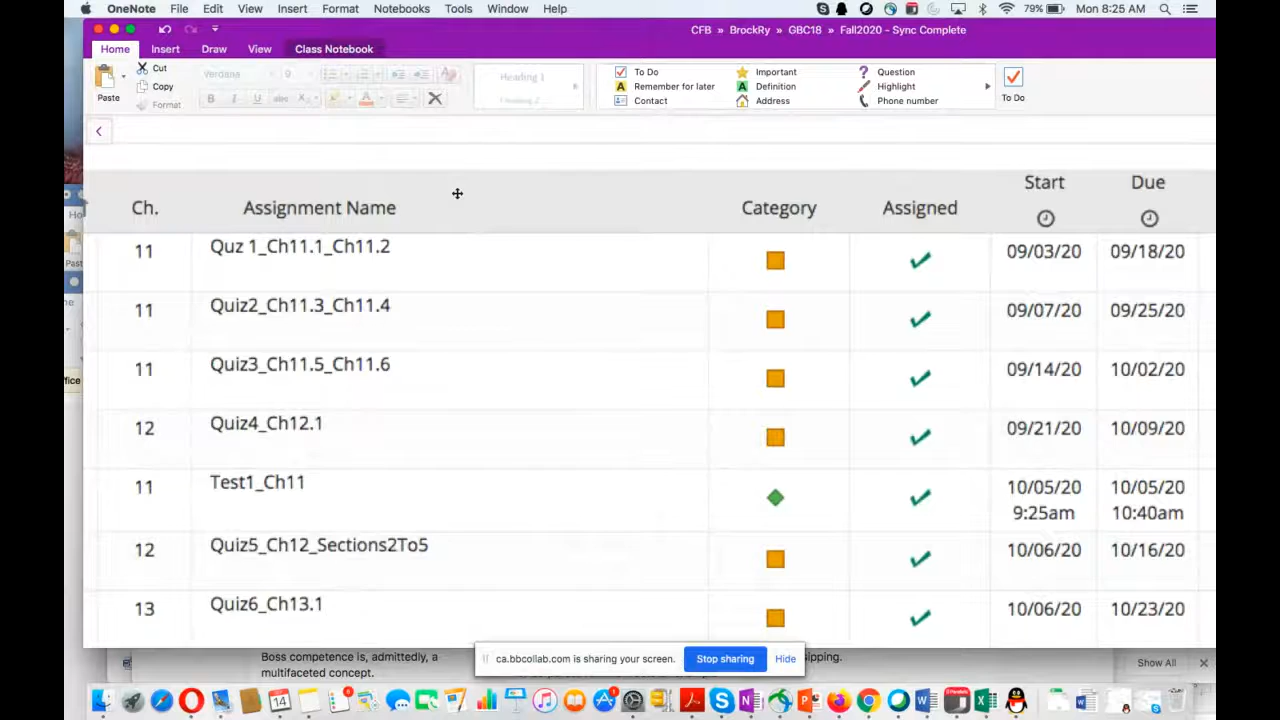 OneNote File Edit View Insert Format Notebooks Tools Window Help 79% Mon 8:25 AM
CFB » BrockRy » GBC18 » Fall2020 - Sync Complete
Home Insert Draw View Class Notebook
Paste Cut Copy Format
Verdana 9
B I U abc X
Heading 1
To Do Important Question
Remember for later Definition Highlight
Contact Address Phone number
To Do
Ch. Assignment Name Category Assigned Start Due
11 Quz 1_Ch11.1_Ch11.2 09/03/20 09/18/20
11 Quiz2_Ch11.3_Ch11.4 09/07/20 09/25/20
11 Quiz3_Ch11.5_Ch11.6 09/14/20 10/02/20
12 Quiz4_Ch12.1 09/21/20 10/09/20
11 Test1_Ch11 10/05/20 10/05/20
9:25am 10:40am
12 Quiz5_Ch12_Sections2To5 10/06/20 10/16/20
13 Quiz6_Ch13.1 10/06/20 10/23/20
ca.bbcollab.com is sharing your screen. Stop sharing Hide
Boss competence is, admittedly, a
multifaceted concept.
Show All